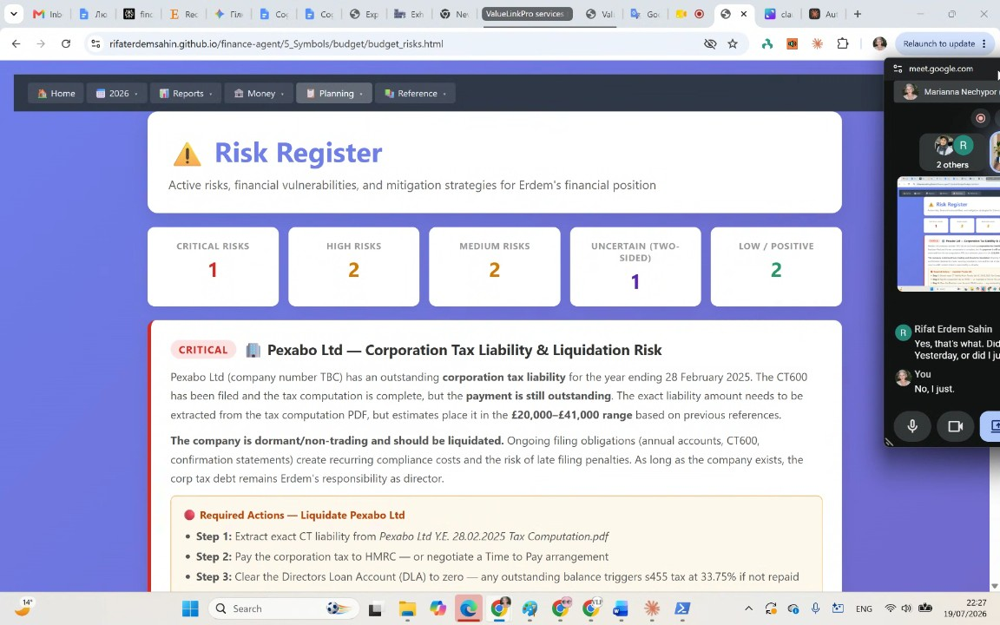 Inb
Лю
finc
Rec
Гіл
Coc
Coc
Exp
Exh
Nev
ValueLinkPro services
Val
Goo
clau
Aut
rifaterdemsahin.github.io/finance-agent/5_Symbols/budget/budget_risks.html
Relaunch to update
meet.google.com
Home
2026
Reports
Money
Planning
Reference
Marianna Nechypor
2 others
Risk Register
Active risks, financial vulnerabilities, and mitigation strategies for Erdem's financial position
CRITICAL RISKS
1
HIGH RISKS
2
MEDIUM RISKS
2
UNCERTAIN (TWO-
SIDED)
1
LOW / POSITIVE
2
CRITICAL Pexabo Ltd — Corporation Tax Liability & Liquidation Risk
Pexabo Ltd (company number TBC) has an outstanding corporation tax liability for the year ending 28 February 2025. The CT600
has been filed and the tax computation is complete, but the payment is still outstanding. The exact liability amount needs to be
extracted from the tax computation PDF, but estimates place it in the £20,000–£41,000 range based on previous references.
The company is dormant/non-trading and should be liquidated. Ongoing filing obligations (annual accounts, CT600,
confirmation statements) create recurring compliance costs and the risk of late filing penalties. As long as the company exists, the
corp tax debt remains Erdem's responsibility as director.
Required Actions — Liquidate Pexabo Ltd
• Step 1: Extract exact CT liability from Pexabo Ltd Y.E. 28.02.2025 Tax Computation.pdf
• Step 2: Pay the corporation tax to HMRC — or negotiate a Time to Pay arrangement
• Step 3: Clear the Directors Loan Account (DLA) to zero — any outstanding balance triggers s455 tax at 33.75% if not repaid
R
R Rifat Erdem Sahin
Yes, that's what. Did
Yesterday, or did I ju
You
No, I just.
14°
Search
VLP
ENG
22:27
19/07/2026